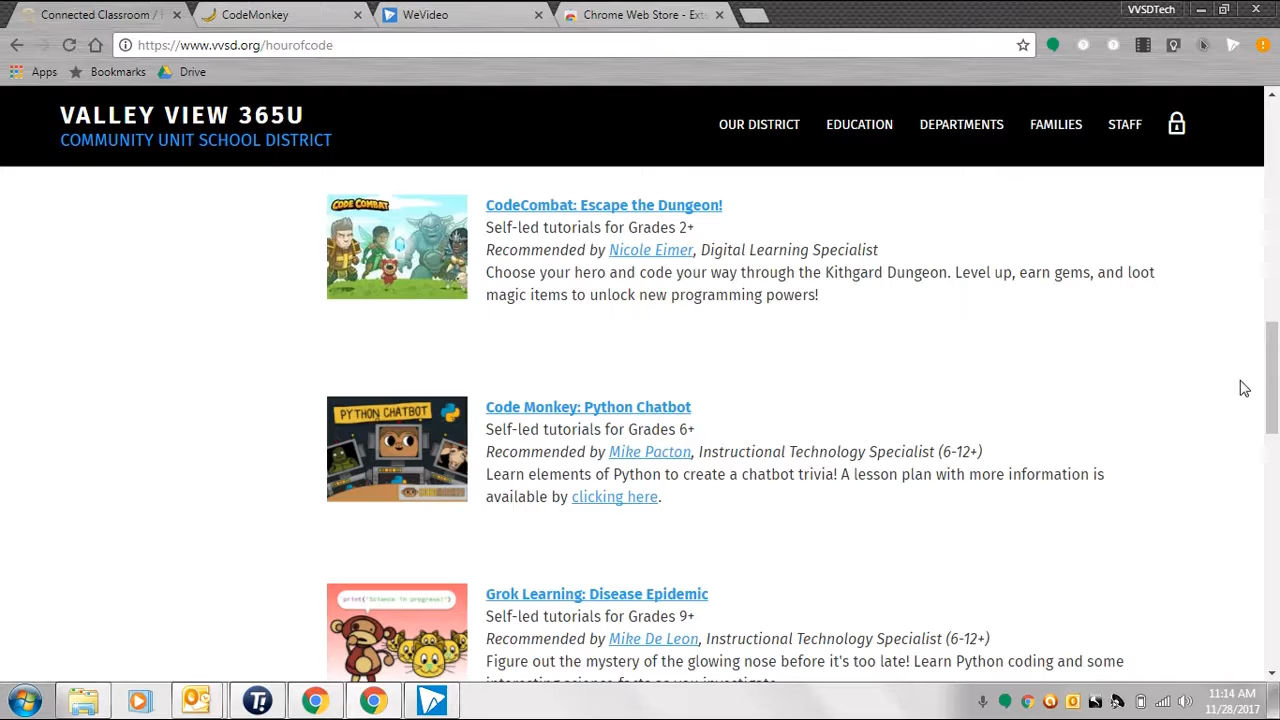 Connected Classroom /
CodeMonkey
WeVideo
Chrome Web Store - Ext
VVSDTech
https://www.vvsd.org/hourofcode
Apps
Bookmarks
Drive
VALLEY VIEW 365U
COMMUNITY UNIT SCHOOL DISTRICT
OUR DISTRICT
EDUCATION
DEPARTMENTS
FAMILIES
STAFF
CODE COMBAT
CodeCombat: Escape the Dungeon!
Self-led tutorials for Grades 2+
Recommended by Nicole Eimer, Digital Learning Specialist
Choose your hero and code your way through the Kithgard Dungeon. Level up, earn gems, and loot
magic items to unlock new programming powers!
PYTHON CHATBOT
Code Monkey: Python Chatbot
Self-led tutorials for Grades 6+
Recommended by Mike Pacton, Instructional Technology Specialist (6-12+)
Learn elements of Python to create a chatbot trivia! A lesson plan with more information is
available by clicking here.
print('Science in progress!')
Grok Learning: Disease Epidemic
Self-led tutorials for Grades 9+
Recommended by Mike De Leon, Instructional Technology Specialist (6-12+)
Figure out the mystery of the glowing nose before it's too late! Learn Python coding and some
11:14 AM
11/28/2017